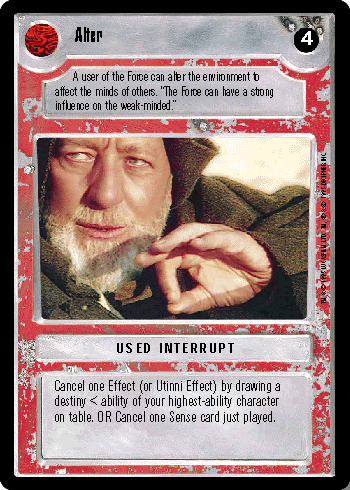 Alter
4
A user of the Force can alter the environment to
affect the minds of others. "The Force can have a strong
influence on the weak-minded."
USED INTERRUPT
Cancel one Effect (or Utinni Effect) by drawing a
destiny < ability of your highest-ability character
on table. OR Cancel one Sense card just played.